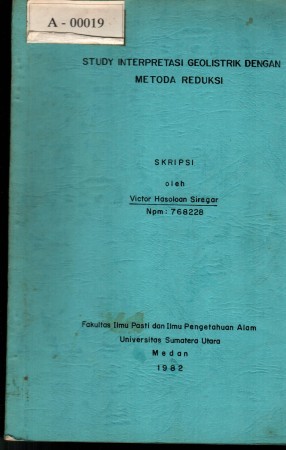 A - 00019
STUDY INTERPRETASI GEOLISTRIK DENGAN
METODA REDUKSI
SKRIPSI
oleh
Victor Hasoloan Siregar
Npm : 768228
Fakultas Ilmu Pasti dan Ilmu Pengetahuan Alam
Universitas Sumatera Utara
Medan
1982